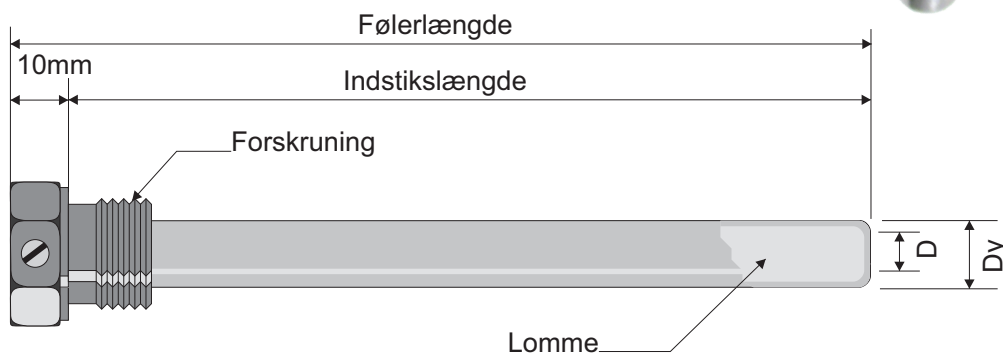 Følerlængde
10mm
Indstikslængde
Forskruning
D
Dv
Lomme